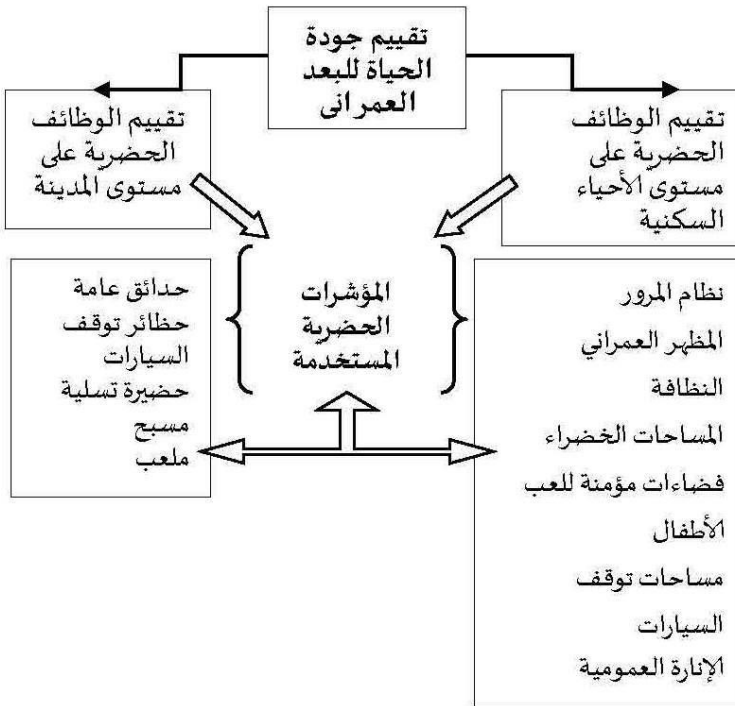 تقييم جودة
الحياة للبعد
العمرانى
تقييم الوظائف
الحضرية على
مستوى الأحياء
السكنية
تقييم الوظائف
الحضرية على
مستوى المدينة
المؤشرات
الحضرية
المستخدمة
نظام المرور
المظهر العمراني
النظافة
المساحات الخضراء
فضاءات مؤمنة للعب
الأطفال
مساحات توقف
السيارات
الإنارة العمومية
حدائق عامة
حظائر توقف
السيارات
حضيرة تسلية
مسبح
ملعب